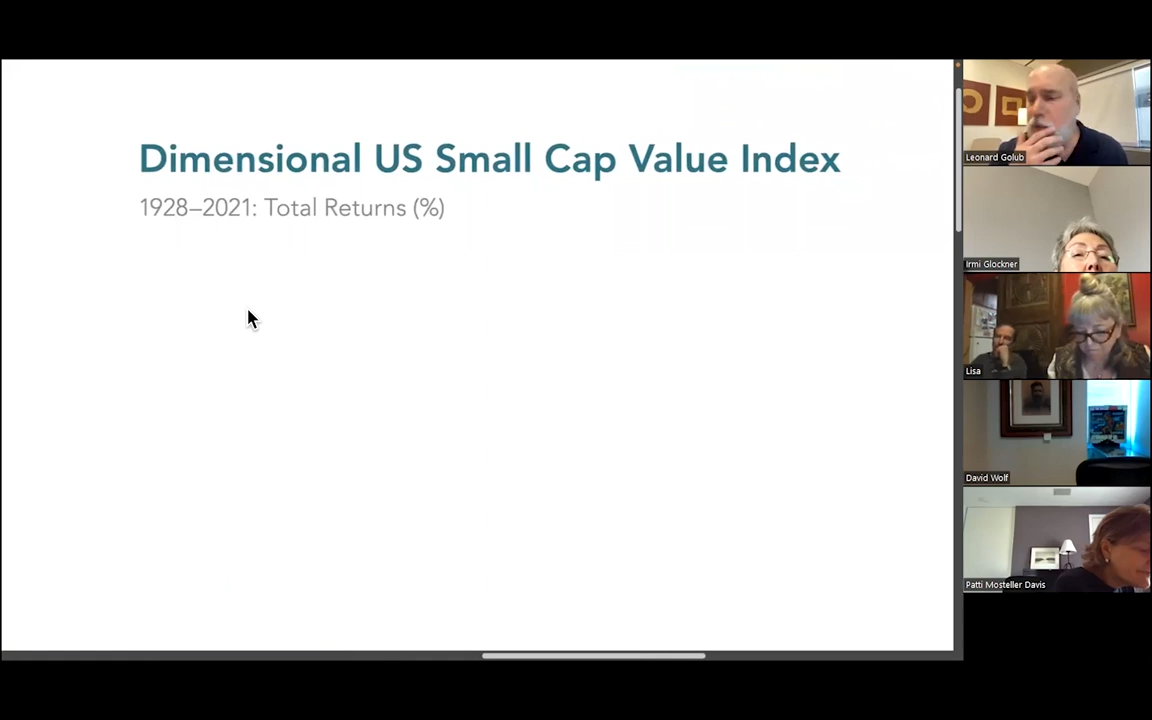 Dimensional US Small Cap Value Index
1928–2021: Total Returns (%)
Leonard Golub
Irmi Glockner
Lisa
David Wolf
Patti Mosteller Davis